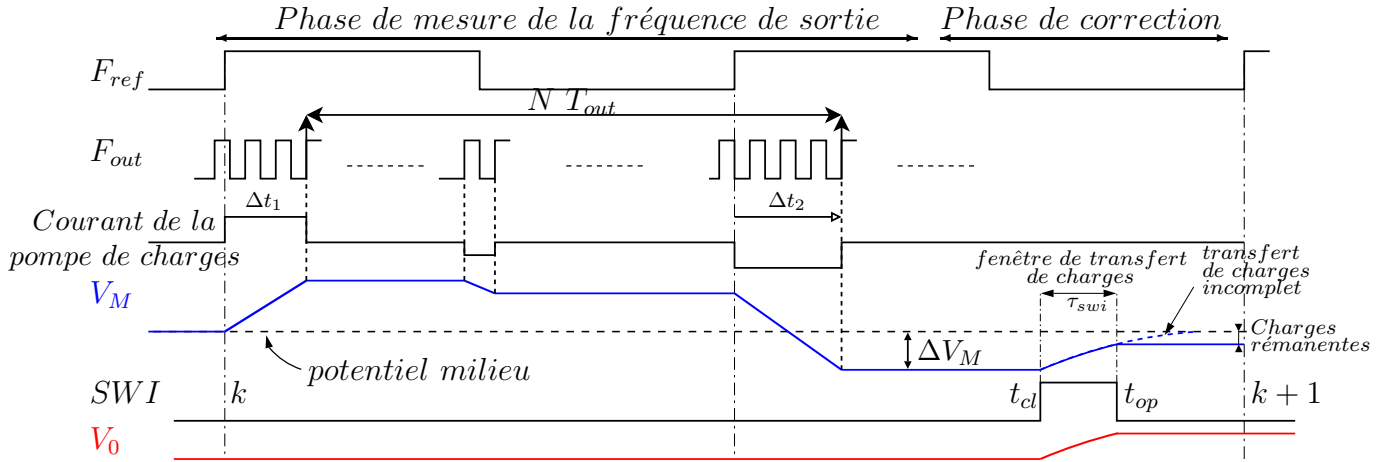 Phase de mesure de la fréquence de sortie
Phase de correction
F_ref
N T_out
F_out
Δt_1
Δt_2
Courant de la
pompe de charges
fenêtre de transfert
de charges
τ_swi
transfert
de charges
incomplet
V_M
ΔV_M
Charges
rémanentes
potentiel milieu
SWI
k
t_cl
t_op
k + 1
V_0